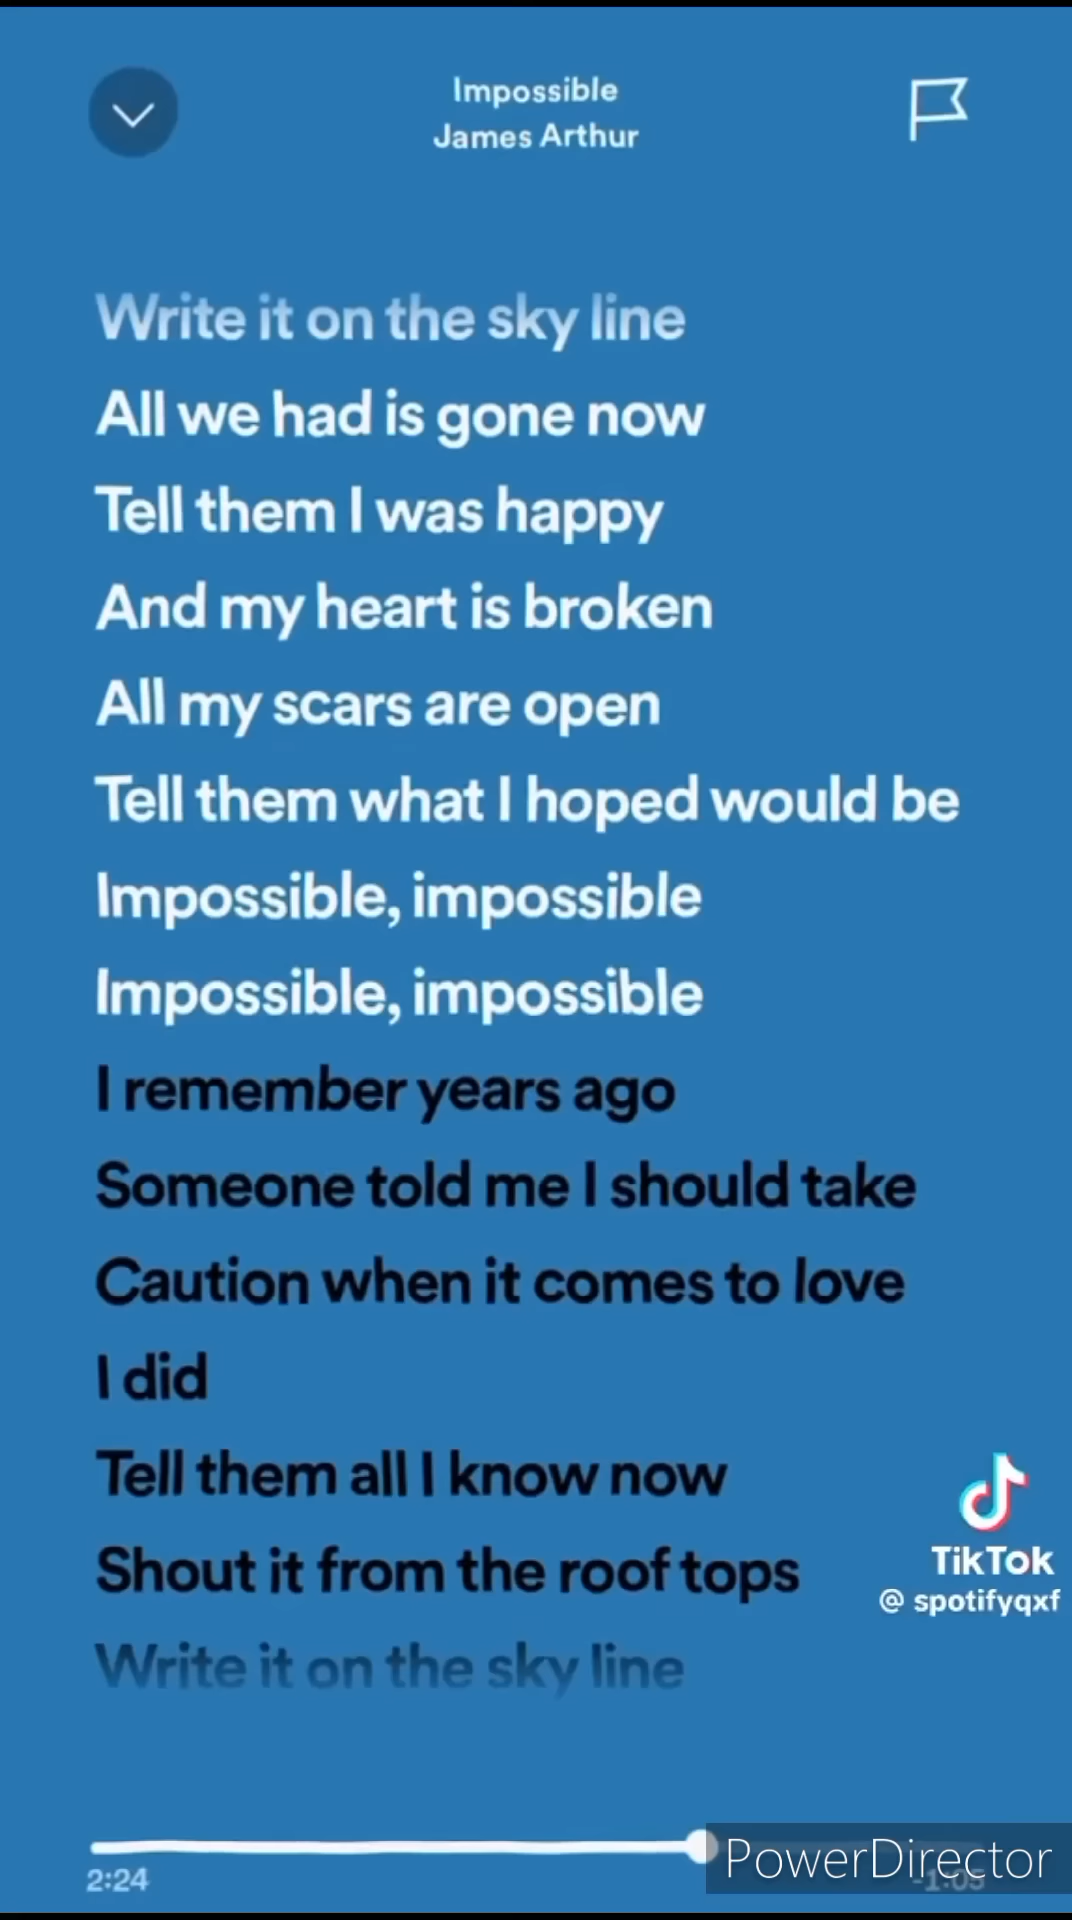 Impossible
James Arthur
Write it on the sky line
All we had is gone now
Tell them I was happy
And my heart is broken
All my scars are open
Tell them what I hoped would be
Impossible, impossible
Impossible, impossible
I remember years ago
Someone told me I should take
Caution when it comes to love
I did
Tell them all I know now
Shout it from the roof tops
Write it on the sky line
TikTok
@ spotifyqxf
PowerDirector
2:24
-1:05